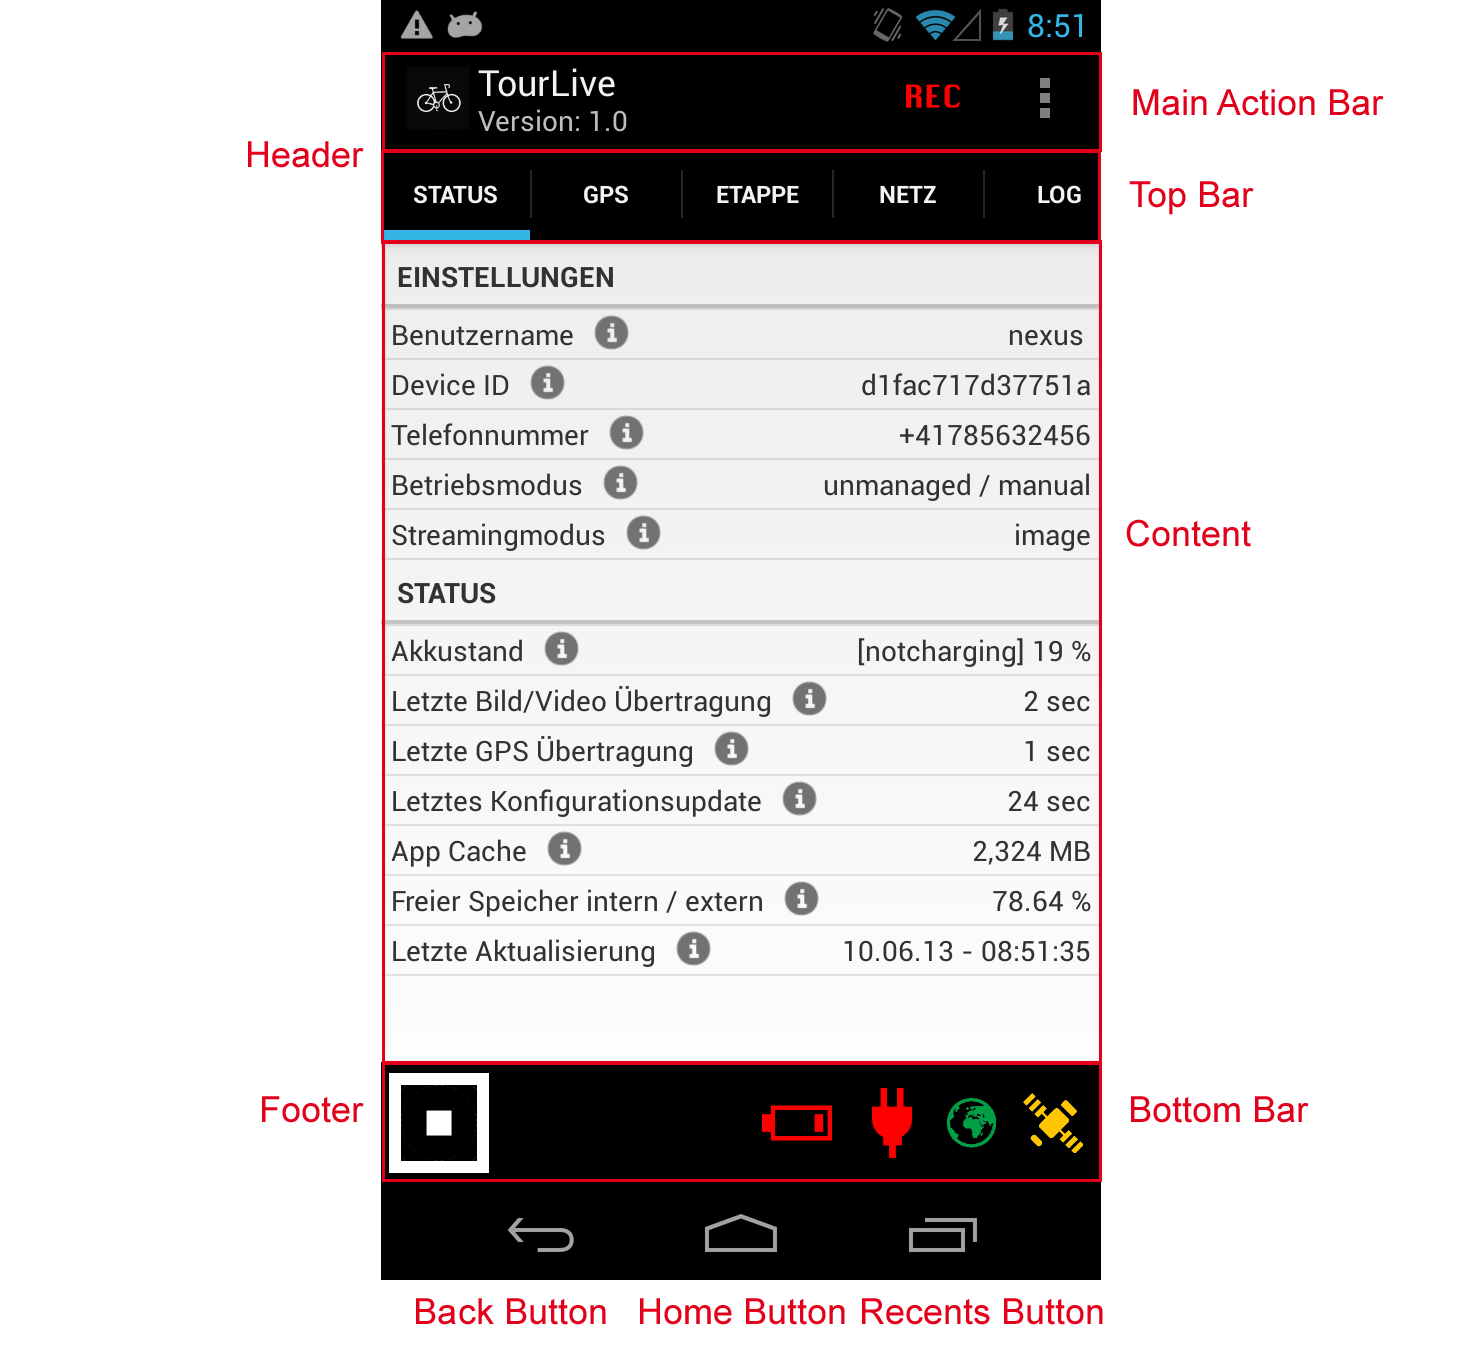 8:51
TourLive
Version: 1.0
REC
Main Action Bar
Header
STATUS GPS ETAPPE NETZ LOG
Top Bar
EINSTELLUNGEN
Benutzername nexus
Device ID d1fac717d37751a
Telefonnummer +41785632456
Betriebsmodus unmanaged / manual
Streamingmodus image
Content
STATUS
Akkustand [notcharging] 19 %
Letzte Bild/Video Übertragung 2 sec
Letzte GPS Übertragung 1 sec
Letztes Konfigurationsupdate 24 sec
App Cache 2,324 MB
Freier Speicher intern / extern 78.64 %
Letzte Aktualisierung 10.06.13 - 08:51:35
Footer
Bottom Bar
Back Button Home Button Recents Button